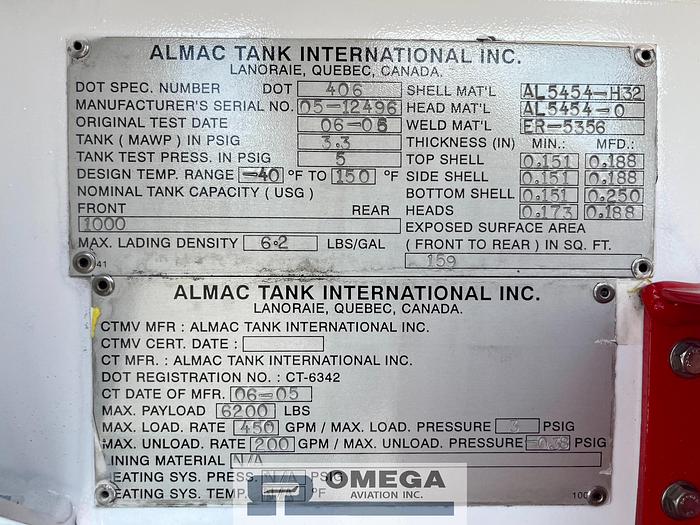 ALMAC TANK INTERNATIONAL INC.
LANORAIE, QUEBEC, CANADA.
DOT SPEC. NUMBER DOT 406 SHELL MAT'L AL5454-H32
MANUFACTURER'S SERIAL NO. 05-12496 HEAD MAT'L AL5454-0
ORIGINAL TEST DATE 06-05 WELD MAT'L ER-5356
TANK ( MAWP ) IN PSIG 3.3 THICKNESS (IN) MIN.: MFD.:
TANK TEST PRESS. IN PSIG 5 TOP SHELL 0.151 0.188
DESIGN TEMP. RANGE -40 °F TO 150 °F SIDE SHELL 0.151 0.188
NOMINAL TANK CAPACITY ( USG ) BOTTOM SHELL 0.151 0.250
FRONT REAR HEADS 0.173 0.188
1000 EXPOSED SURFACE AREA
MAX. LADING DENSITY 6.2 LBS/GAL ( FRONT TO REAR ) IN SQ. FT.
41 159
ALMAC TANK INTERNATIONAL INC.
LANORAIE, QUEBEC, CANADA.
CTMV MFR : ALMAC TANK INTERNATIONAL INC.
CTMV CERT. DATE :
CT MFR. : ALMAC TANK INTERNATIONAL INC.
DOT REGISTRATION NO. : CT-6342
CT DATE OF MFR. 06-05
MAX. PAYLOAD 6200 LBS
MAX. LOAD. RATE 450 GPM / MAX. LOAD. PRESSURE 3 PSIG
MAX. UNLOAD. RATE 200 GPM / MAX. UNLOAD. PRESSURE PSIG
INING MATERIAL N/A
EATING SYS. PRESS. N/A PSIG
EATING SYS. TEMP. N/A °F 100
OMEGA
AVIATION INC.